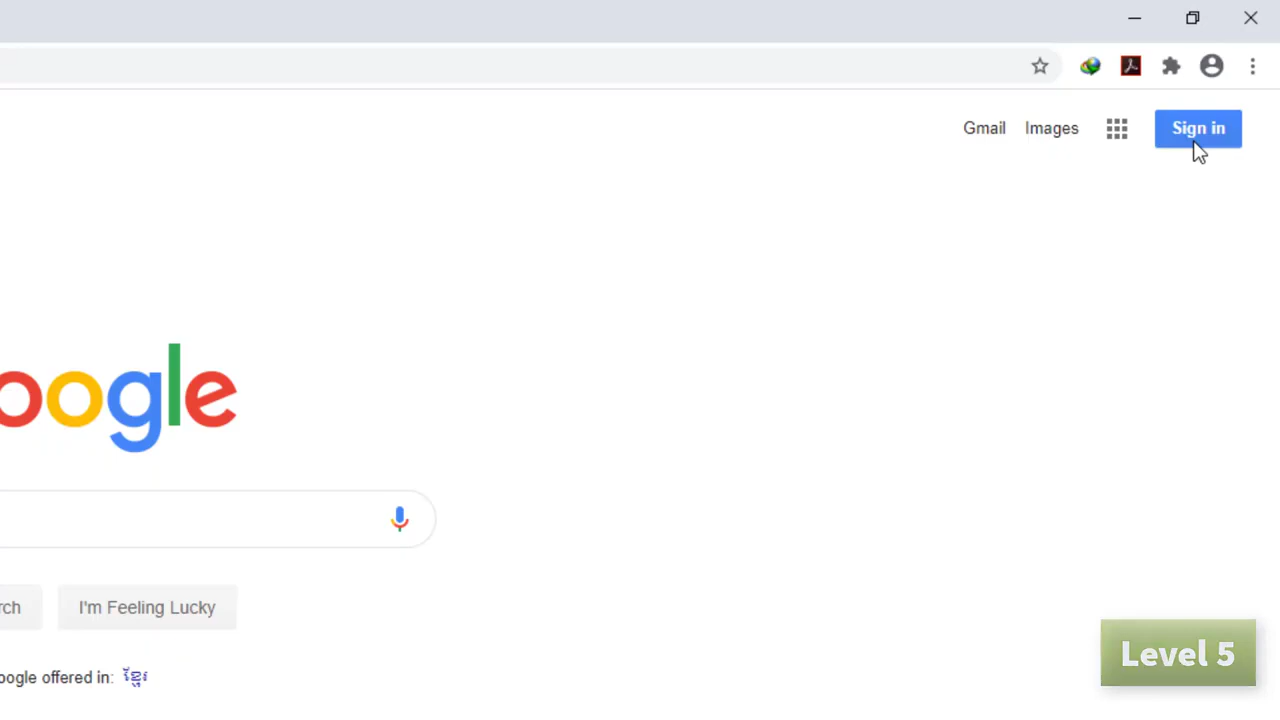 Gmail Images Sign in
oogle
rch I'm Feeling Lucky
oogle offered in: ខ្មែរ
Level 5